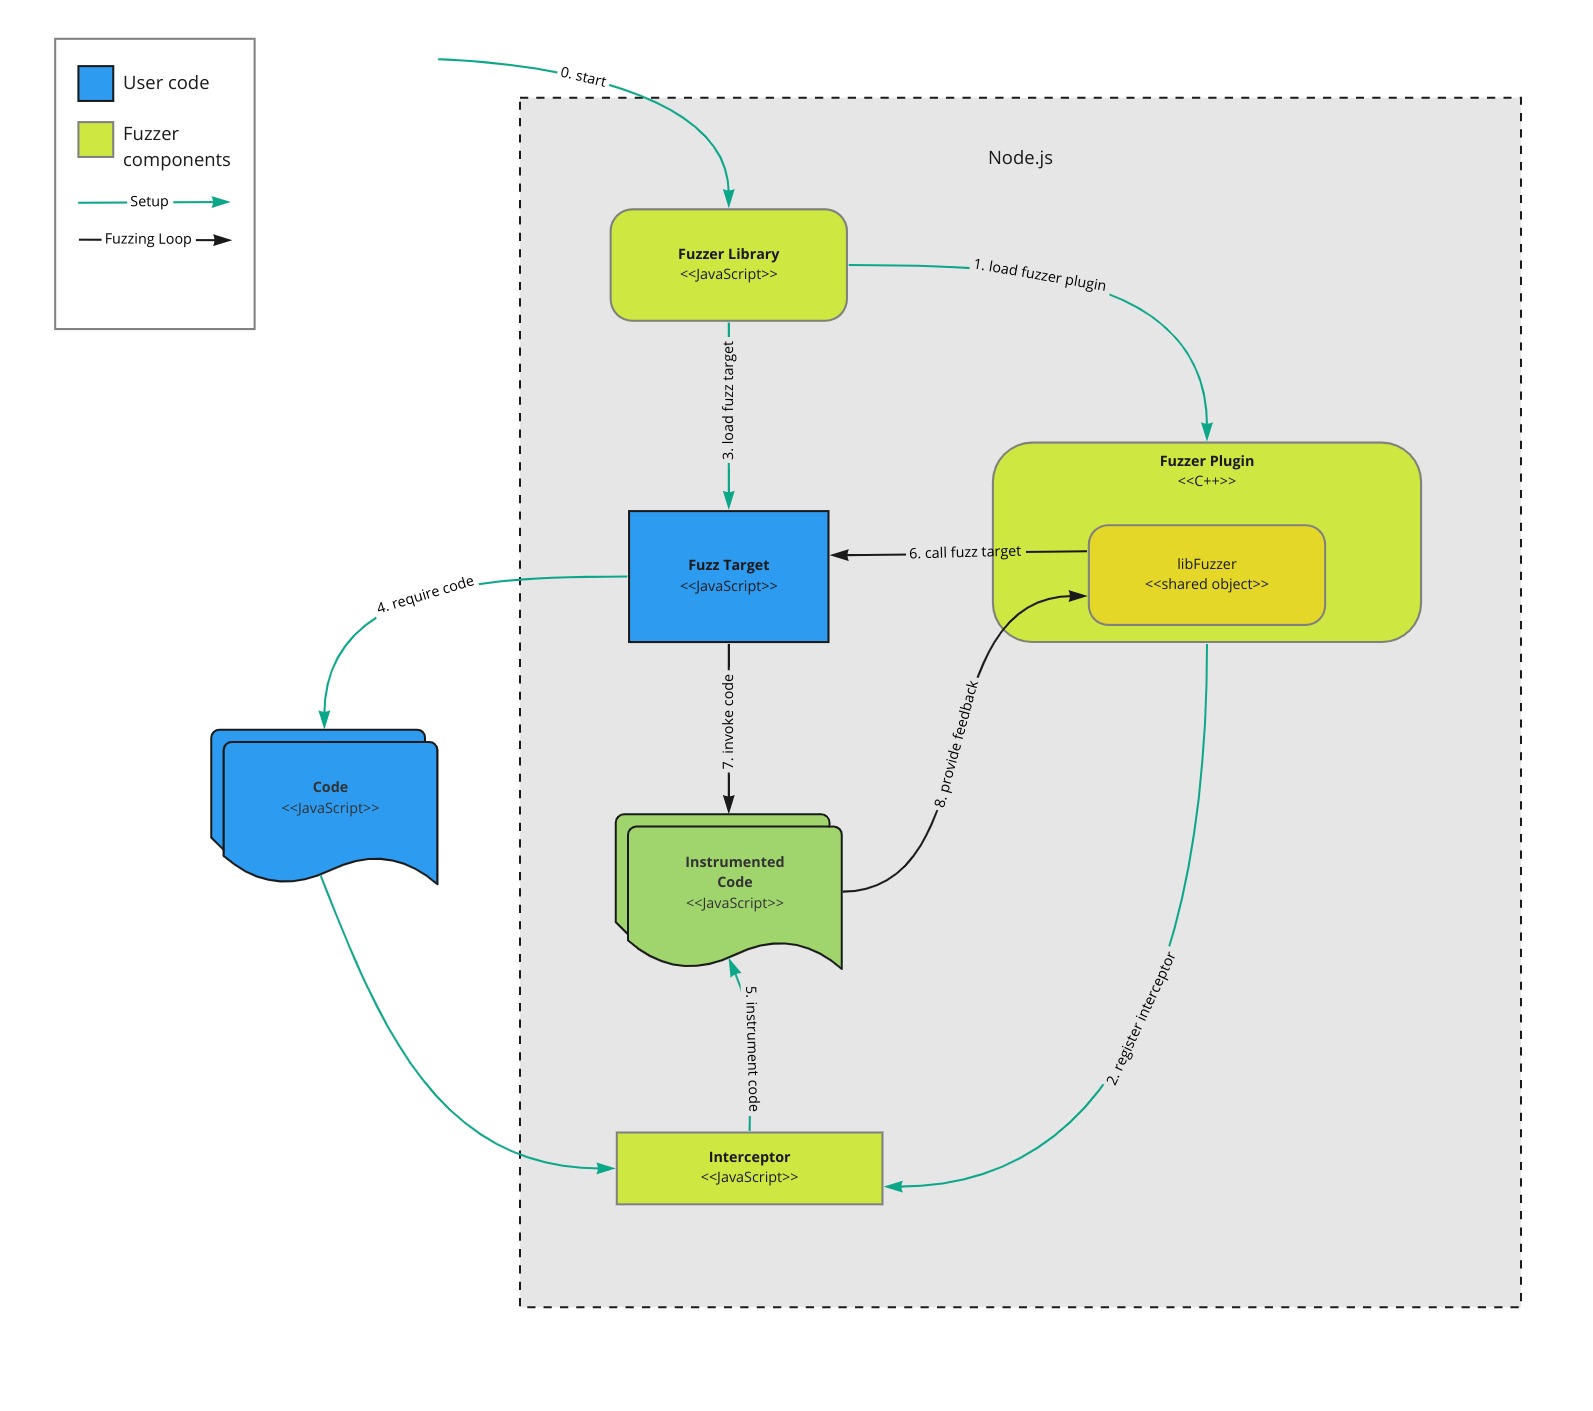 User code
Fuzzer
components
Setup
Fuzzing Loop
0. start
Node.js
Fuzzer Library
<<JavaScript>>
1. load fuzzer plugin
3. load fuzz target
Fuzzer Plugin
<<C++>>
libFuzzer
<<shared object>>
6. call fuzz target
Fuzz Target
<<JavaScript>>
4. require code
7. invoke code
8. provide feedback
Code
<<JavaScript>>
Instrumented
Code
<<JavaScript>>
2. register interceptor
5. instrument code
Interceptor
<<JavaScript>>